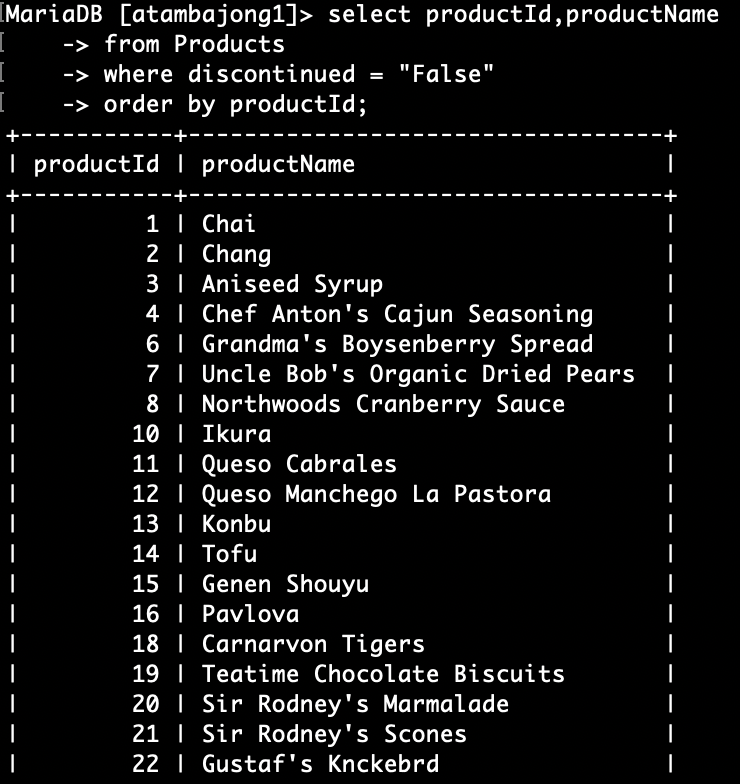 MariaDB [atambajong1]> select productId,productName
    -> from Products
    -> where discontinued = "False"
    -> order by productId;
+-----------+----------------------------------+
| productId | productName                      |
+-----------+----------------------------------+
|         1 | Chai                             |
|         2 | Chang                            |
|         3 | Aniseed Syrup                    |
|         4 | Chef Anton's Cajun Seasoning     |
|         6 | Grandma's Boysenberry Spread     |
|         7 | Uncle Bob's Organic Dried Pears  |
|         8 | Northwoods Cranberry Sauce       |
|        10 | Ikura                            |
|        11 | Queso Cabrales                   |
|        12 | Queso Manchego La Pastora        |
|        13 | Konbu                            |
|        14 | Tofu                             |
|        15 | Genen Shouyu                     |
|        16 | Pavlova                          |
|        18 | Carnarvon Tigers                 |
|        19 | Teatime Chocolate Biscuits       |
|        20 | Sir Rodney's Marmalade           |
|        21 | Sir Rodney's Scones              |
|        22 | Gustaf's Knckebrd                |